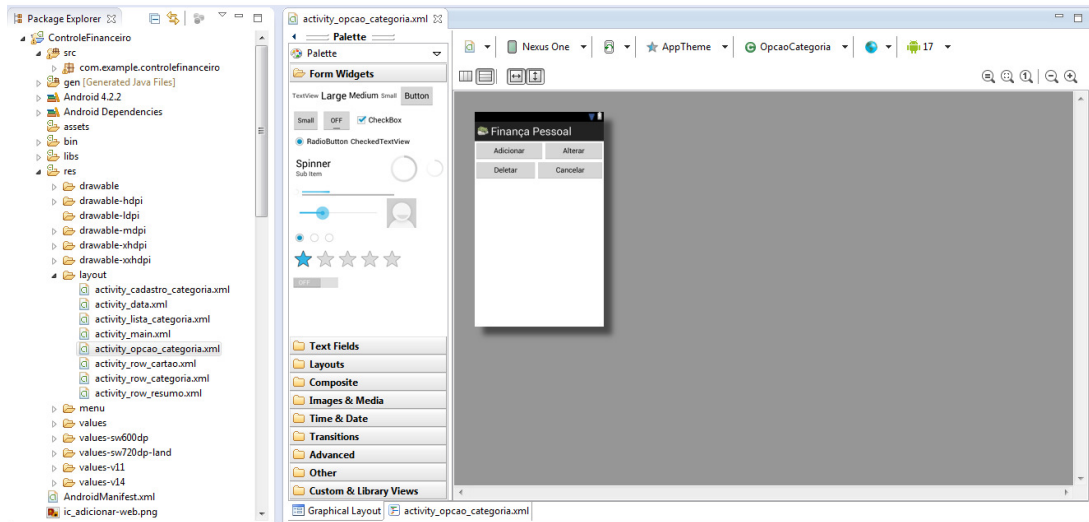 Package Explorer
ControleFinanceiro
src
com.example.controlefinanceiro
gen [Generated Java Files]
Android 4.2.2
Android Dependencies
assets
bin
libs
res
drawable
drawable-hdpi
drawable-ldpi
drawable-mdpi
drawable-xhdpi
drawable-xxhdpi
layout
activity_cadastro_categoria.xml
activity_data.xml
activity_lista_categoria.xml
activity_main.xml
activity_opcao_categoria.xml
activity_row_cartao.xml
activity_row_categoria.xml
activity_row_resumo.xml
menu
values
values-sw600dp
values-sw720dp-land
values-v11
values-v14
AndroidManifest.xml
ic_adicionar-web.png
activity_opcao_categoria.xml
Palette
Palette
Form Widgets
TextView Large Medium Small Button
Small OFF CheckBox
RadioButton CheckedTextView
Spinner
Sub Item
OFF
Text Fields
Layouts
Composite
Images & Media
Time & Date
Transitions
Advanced
Other
Custom & Library Views
Nexus One AppTheme OpcaoCategoria 17
Finança Pessoal
Adicionar Alterar
Deletar Cancelar
Graphical Layout activity_opcao_categoria.xml